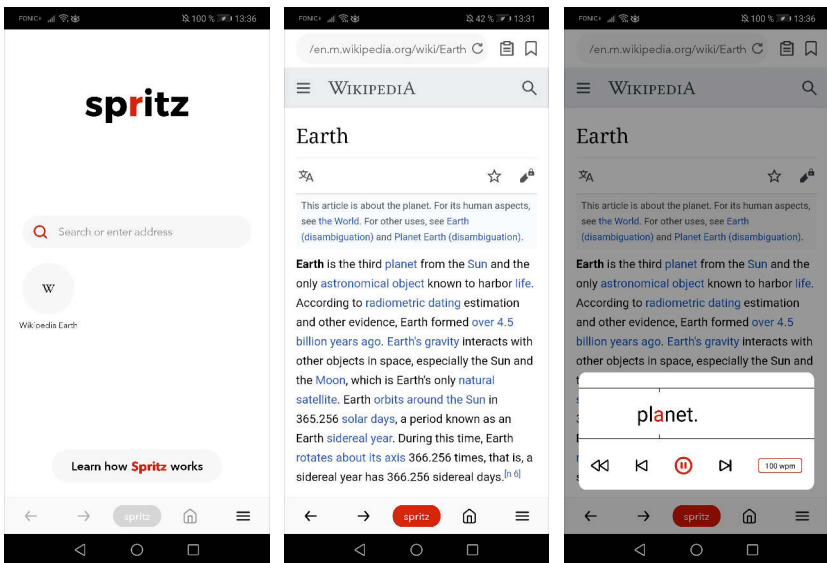 FONIC+ 100 % 13:36
spritz
Search or enter address
W
Wikipedia Earth
Learn how Spritz works
spritz
FONIC+ 42 % 13:31
/en.m.wikipedia.org/wiki/Earth
WIKIPEDIA
Earth
This article is about the planet. For its human aspects,
see the World. For other uses, see Earth
(disambiguation) and Planet Earth (disambiguation).
Earth is the third planet from the Sun and the
only astronomical object known to harbor life.
According to radiometric dating estimation
and other evidence, Earth formed over 4.5
billion years ago. Earth's gravity interacts with
other objects in space, especially the Sun and
the Moon, which is Earth's only natural
satellite. Earth orbits around the Sun in
365.256 solar days, a period known as an
Earth sidereal year. During this time, Earth
rotates about its axis 366.256 times, that is, a
sidereal year has 366.256 sidereal days.[n 6]
spritz
FONIC+ 100 % 13:36
/en.m.wikipedia.org/wiki/Earth
WIKIPEDIA
Earth
This article is about the planet. For its human aspects,
see the World. For other uses, see Earth
(disambiguation) and Planet Earth (disambiguation).
Earth is the third planet from the Sun and the
only astronomical object known to harbor life.
According to radiometric dating estimation
and other evidence, Earth formed over 4.5
billion years ago. Earth's gravity interacts with
other objects in space, especially the Sun and
planet.
100 wpm
spritz